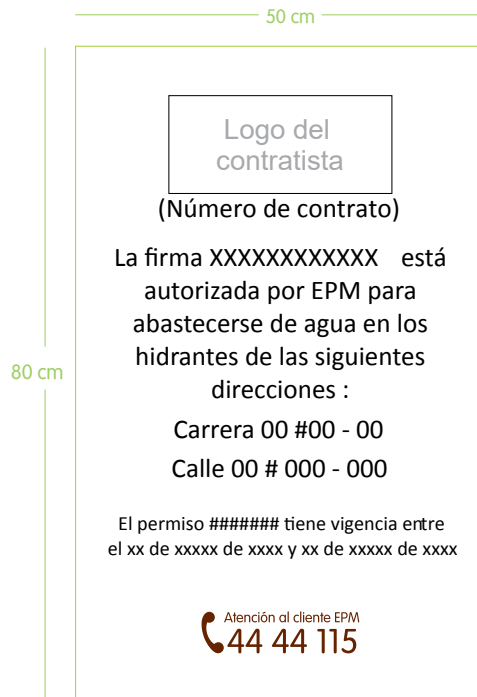 50 cm
Logo del
contratista
(Número de contrato)
La firma XXXXXXXXXXXX está
autorizada por EPM para
abastecerse de agua en los
hidrantes de las siguientes
direcciones :
80 cm
Carrera 00 #00 - 00
Calle 00 # 000 - 000
El permiso ####### tiene vigencia entre
el xx de xxxxx de xxxx y xx de xxxxx de xxxx
Atención al cliente EPM
44 44 115